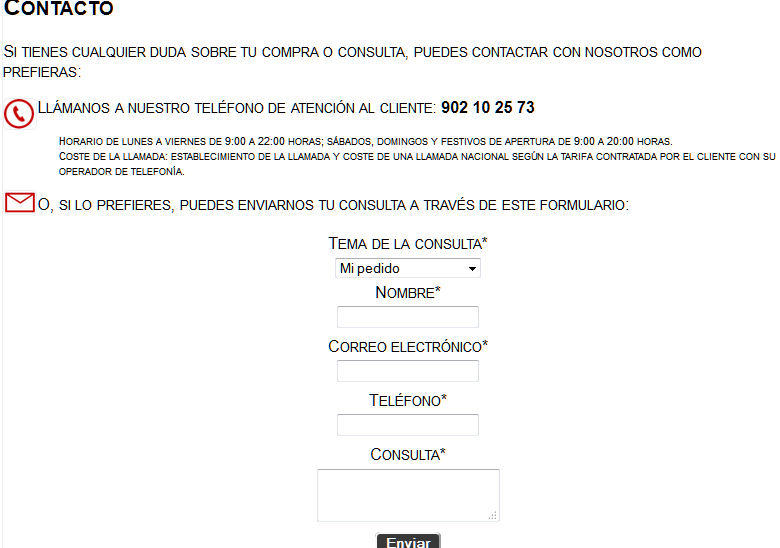 Contacto
Si tienes cualquier duda sobre tu compra o consulta, puedes contactar con nosotros como
prefieras:
Llámanos a nuestro teléfono de atención al cliente: 902 10 25 73
Horario de lunes a viernes de 9:00 a 22:00 horas; sábados, domingos y festivos de apertura de 9:00 a 20:00 horas.
Coste de la llamada: establecimiento de la llamada y coste de una llamada nacional según la tarifa contratada por el cliente con su
operador de telefonía.
O, si lo prefieres, puedes enviarnos tu consulta a través de este formulario:
Tema de la consulta*
Mi pedido
Nombre*
Correo electrónico*
Teléfono*
Consulta*
Enviar